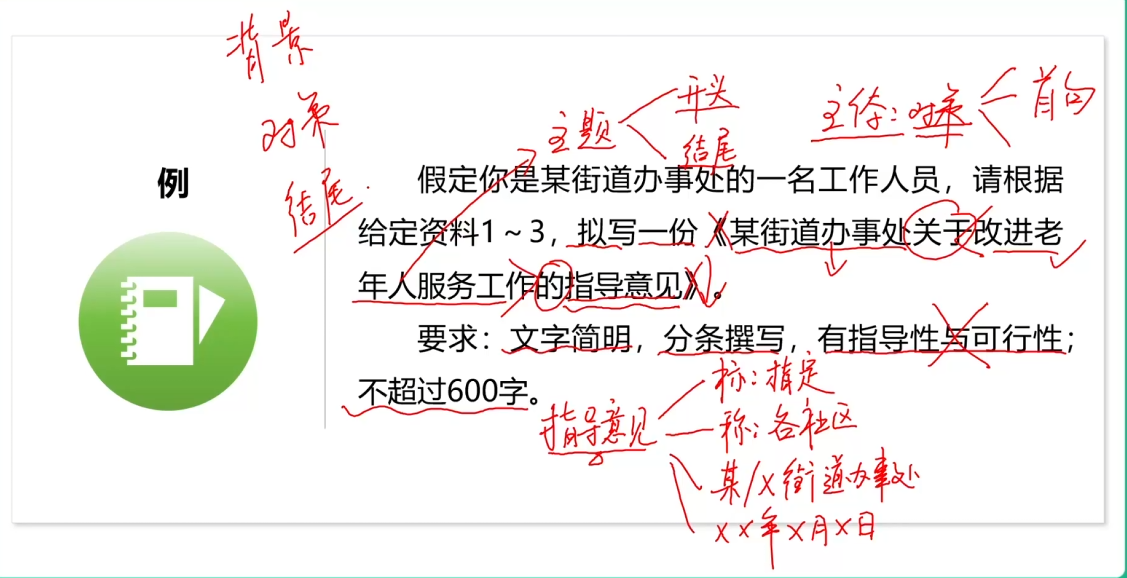 背景
对策
结尾.
主题
开头
结尾
主体：对策
首句
例
假定你是某街道办事处的一名工作人员，请根据
给定资料1～3，拟写一份《某街道办事处关于改进老
年人服务工作的指导意见》。
要求：文字简明，分条撰写，有指导性与可行性；
不超过600字。
指导意见
标：指定
称：各社区
某/X街道办事处
XX年X月X日